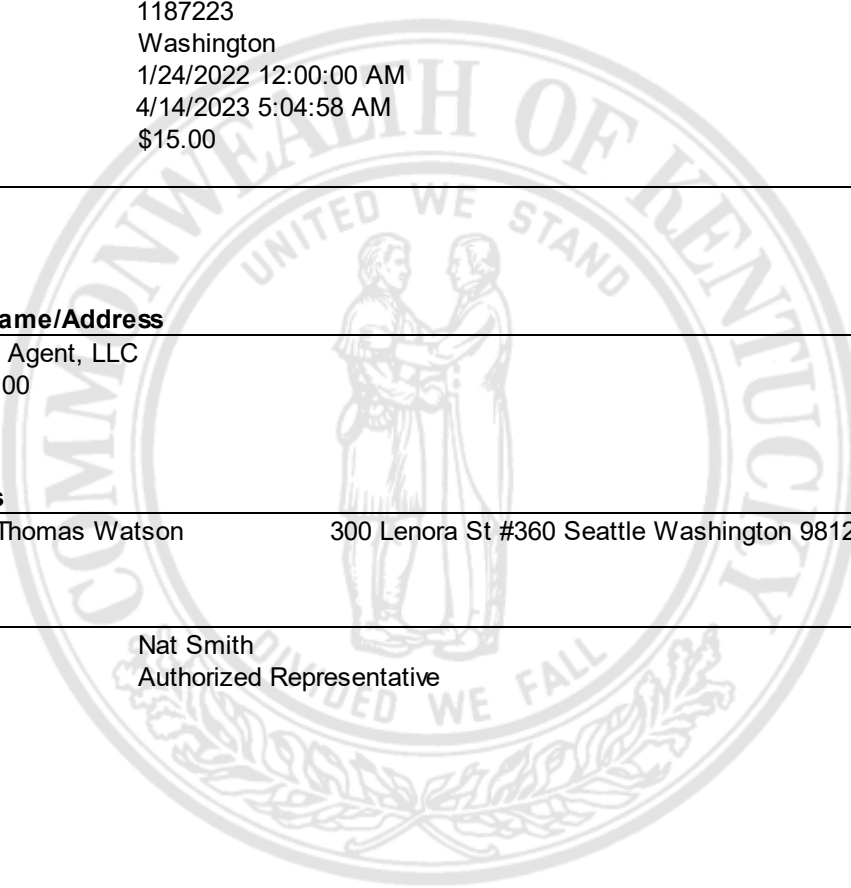 1187223
Washington
1/24/2022 12:00:00 AM
4/14/2023 5:04:58 AM
$15.00
COMMONWEALTH OF KENTUCKY
UNITED WE STAND
ame/Address
Agent, LLC
00
s
Thomas Watson 300 Lenora St #360 Seattle Washington 9812
Nat Smith
Authorized Representative
DIVIDED WE FALL